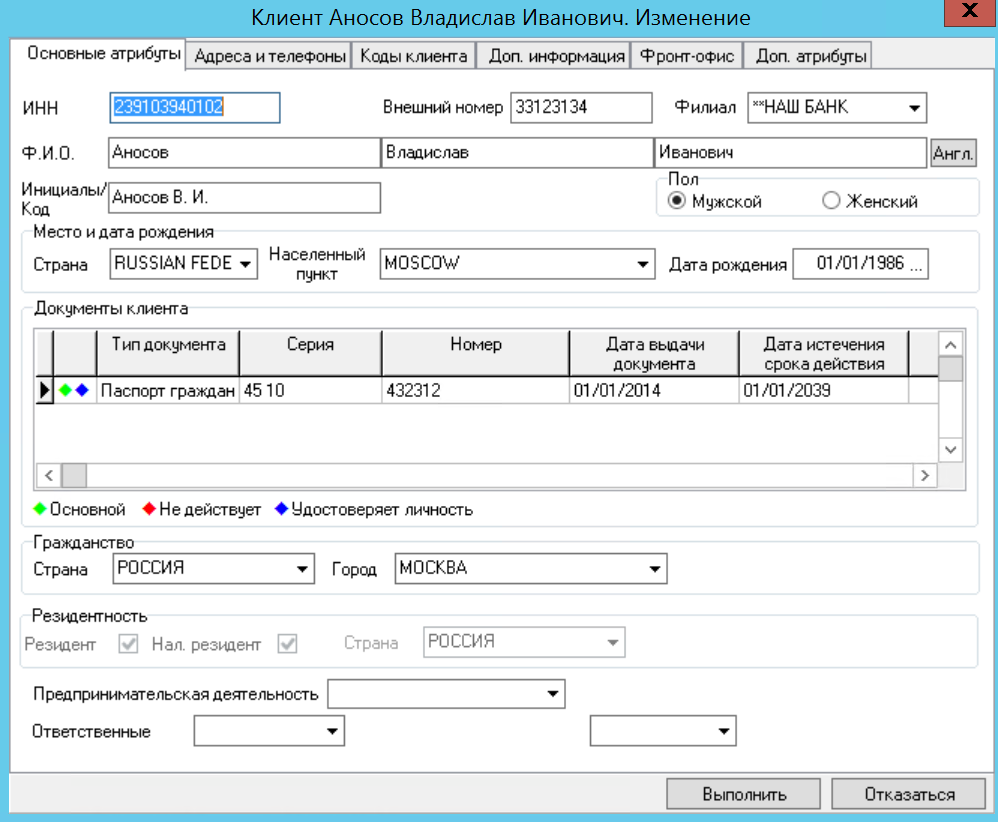 Клиент Аносов Владислав Иванович. Изменение
X
Основные атрибуты Адреса и телефоны Коды клиента Доп. информация Фронт-офис Доп. атрибуты
ИНН 239103940102 Внешний номер 33123134 Филиал **НАШ БАНК
Ф.И.О. Аносов Владислав Иванович Англ.
Инициалы/
Код Аносов В. И.
Пол
Мужской Женский
Место и дата рождения
Страна RUSSIAN FEDE Населенный
пункт MOSCOW Дата рождения 01/01/1986 ...
Документы клиента
Тип документа Серия Номер Дата выдачи
документа Дата истечения
срока действия
Паспорт граждан 45 10 432312 01/01/2014 01/01/2039
Основной Не действует Удостоверяет личность
Гражданство
Страна РОССИЯ Город МОСКВА
Резидентность
Резидент Нал. резидент Страна РОССИЯ
Предпринимательская деятельность
Ответственные
Выполнить Отказаться